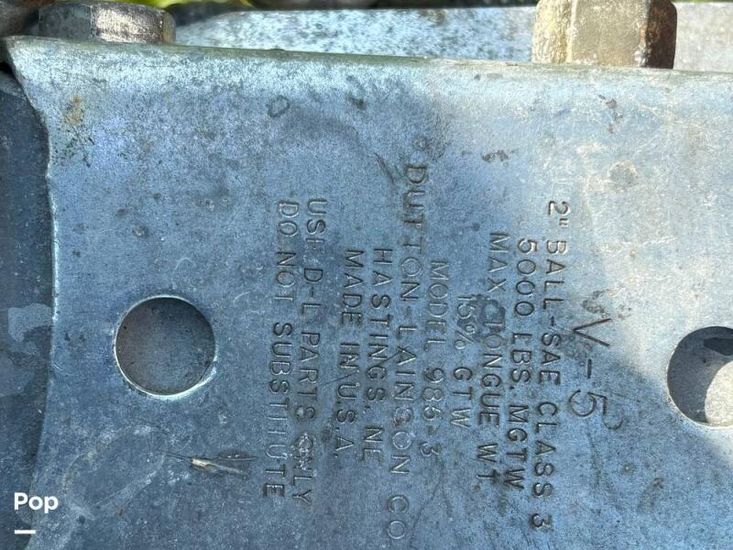 V-5
2" BALL-SAE CLASS 3
5000 LBS. MGTW
MAX TONGUE WT.
15% GTW
MODEL 985-3
DUTTON-LAINSON CO
HASTINGS, NE
MADE IN U.S.A.
USE D-L PARTS ONLY
DO NOT SUBSTITUTE
Pop